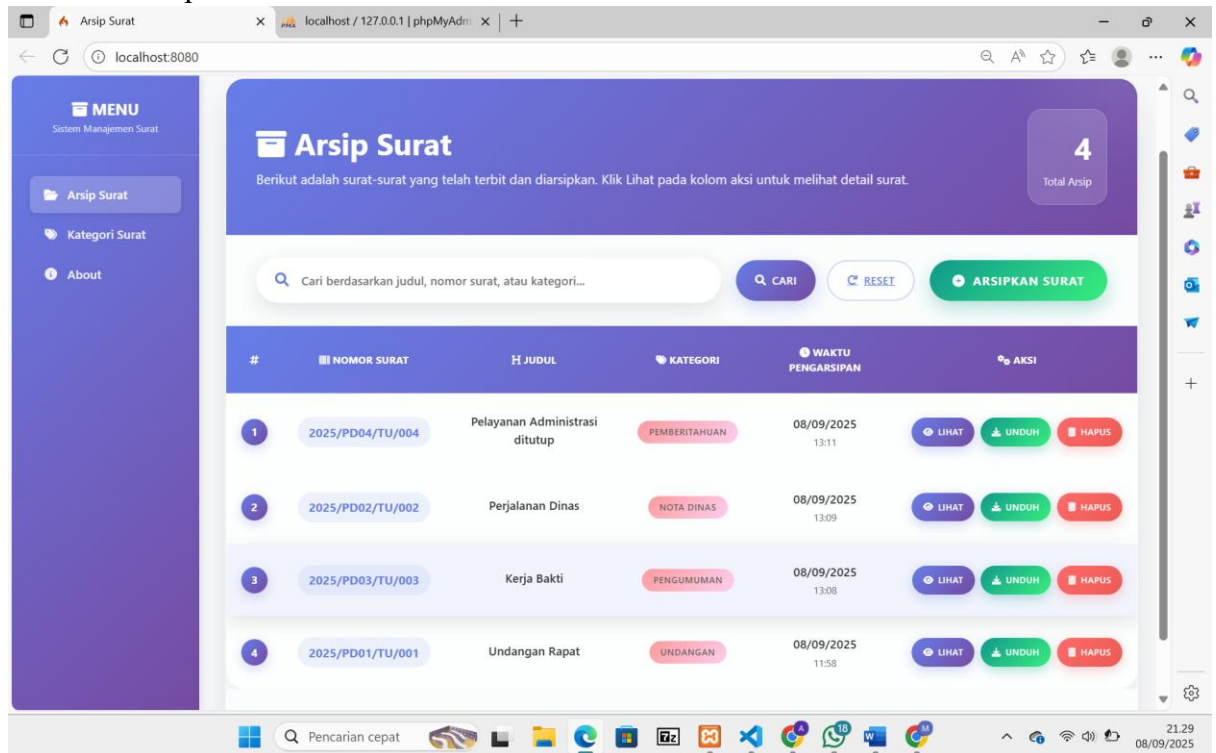 Arsip Surat
localhost / 127.0.0.1 | phpMyAdm
localhost:8080
MENU
Sistem Manajemen Surat
Arsip Surat
Kategori Surat
About
Arsip Surat
Berikut adalah surat-surat yang telah terbit dan diarsipkan. Klik Lihat pada kolom aksi untuk melihat detail surat.
4
Total Arsip
Cari berdasarkan judul, nomor surat, atau kategori...
CARI
RESET
ARSIPKAN SURAT
# NOMOR SURAT JUDUL KATEGORI WAKTU PENGARSIPAN AKSI
1 2025/PD04/TU/004 Pelayanan Administrasi ditutup PEMBERITAHUAN 08/09/2025 13:11 LIHAT UNDUH HAPUS
2 2025/PD02/TU/002 Perjalanan Dinas NOTA DINAS 08/09/2025 13:09 LIHAT UNDUH HAPUS
3 2025/PD03/TU/003 Kerja Bakti PENGUMUMAN 08/09/2025 13:08 LIHAT UNDUH HAPUS
4 2025/PD01/TU/001 Undangan Rapat UNDANGAN 08/09/2025 11:58 LIHAT UNDUH HAPUS
Pencarian cepat
18
21.29
08/09/2025